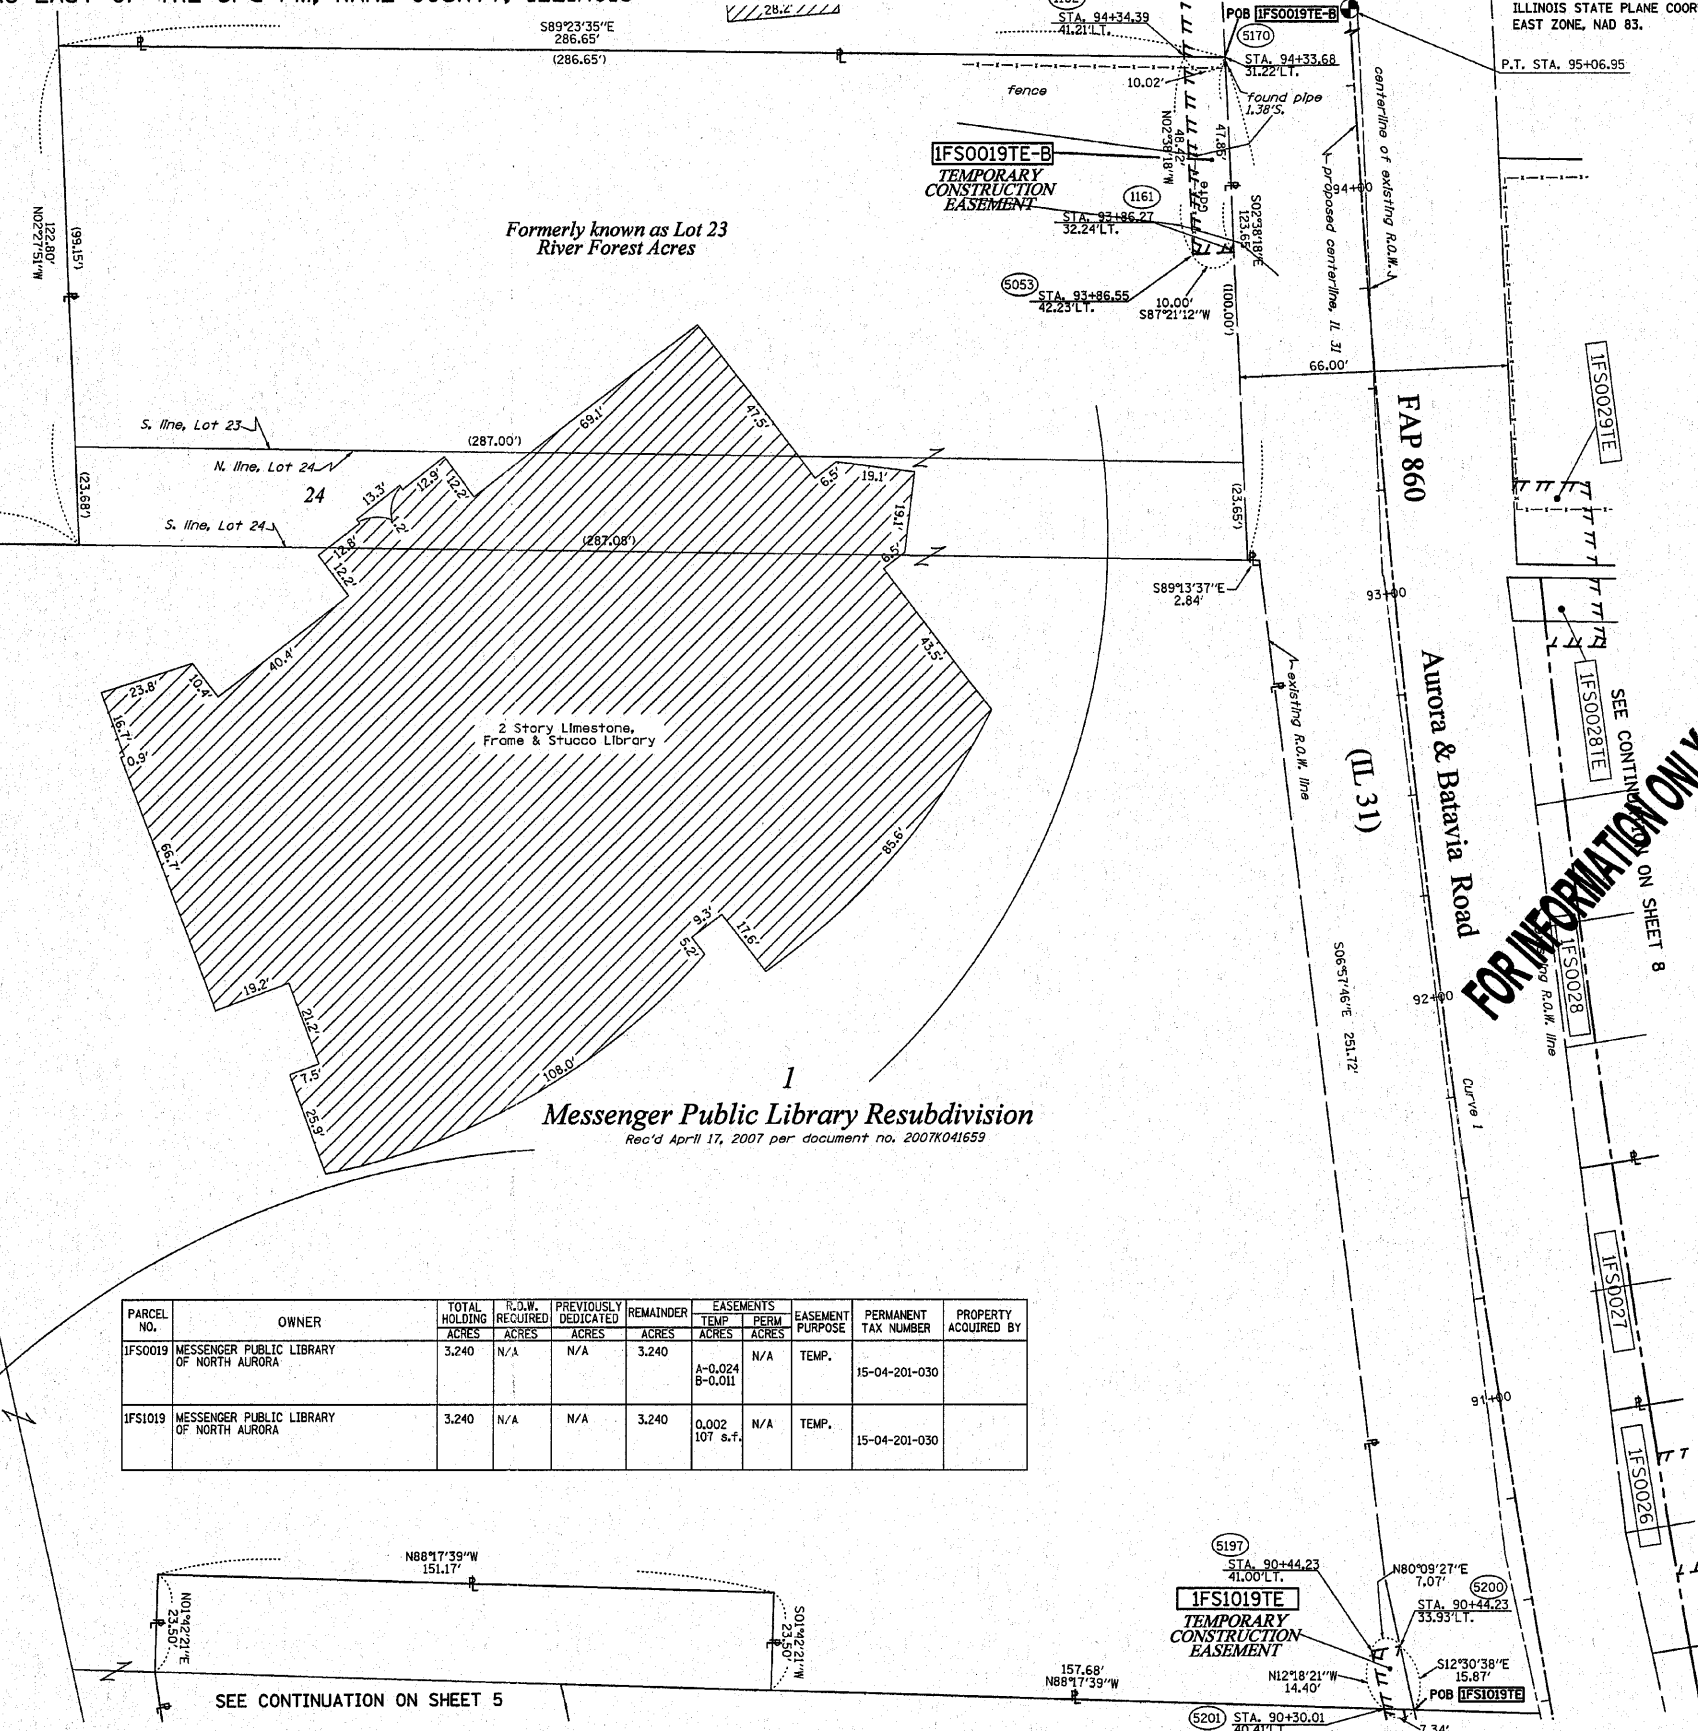 28.2'
STA. 94+34.39
41.21'LT.
POB 1FS0019TE-B
5170
STA. 94+33.68
31.22'LT.
ILLINOIS STATE PLANE COOR
EAST ZONE, NAD 83.
P.T. STA. 95+06.95
S89°23'35"E
286.65'
(286.65')
fence
10.02'
found pipe
1.38'S.
N02°38'18"W
48.42'
47.86'
gate
1FS0019TE-B
TEMPORARY
CONSTRUCTION
EASEMENT
1161
STA. 93+86.27
32.24'LT.
5053
STA. 93+86.55
42.23'LT.
10.00'
S87°21'12"W
S02°38'18"E
123.65'
(100.00')
proposed centerline, IL 31
centerline of existing R.O.W.
94+00
66.00'
(99.15')
122.80'
N02°27'51"W
Formerly known as Lot 23
River Forest Acres
S. line, Lot 23
(287.00')
N. line, Lot 24
24
(23.68')
S. line, Lot 24
(287.08')
69.1'
47.5'
6.5'
19.1'
19.1'
6.5'
13.3'
12.9'
12.2'
1.2'
12.8'
12.2'
40.4'
43.5'
23.8'
10.4'
16.7'
0.9'
66.7'
2 Story Limestone,
Frame & Stucco Library
85.6'
9.3'
5.2'
17.6'
19.2'
21.2'
7.5'
25.9'
108.0'
(23.65')
S89°13'37"E
2.84'
existing R.O.W. line
FAP 860
Aurora & Batavia Road
(IL 31)
93+00
92+00
91+00
S06°57'46"E 251.72'
Curve 1
1FS0029TE
1FS0028TE
SEE CONTINUATION ON SHEET 8
FOR INFORMATION ONLY
1FS0028
R.O.W. line
1FS0027
1FS0026
1
Messenger Public Library Resubdivision
Rec'd April 17, 2007 per document no. 2007K041659
PARCEL NO. OWNER TOTAL HOLDING ACRES R.O.W. REQUIRED ACRES PREVIOUSLY DEDICATED ACRES REMAINDER ACRES EASEMENTS TEMP ACRES PERM ACRES EASEMENT PURPOSE PERMANENT TAX NUMBER PROPERTY ACQUIRED BY
1FS0019 MESSENGER PUBLIC LIBRARY OF NORTH AURORA 3.240 N/A N/A 3.240 A-0.024 B-0.011 N/A TEMP. 15-04-201-030
1FS1019 MESSENGER PUBLIC LIBRARY OF NORTH AURORA 3.240 N/A N/A 3.240 0.002 107 s.f. N/A TEMP. 15-04-201-030
N88°17'39"W
151.17'
N01°42'21"E
23.50'
S01°42'21"W
23.50'
SEE CONTINUATION ON SHEET 5
157.68'
N88°17'39"W
5197
STA. 90+44.23
41.00'LT.
1FS1019TE
TEMPORARY
CONSTRUCTION
EASEMENT
N80°09'27"E
7.07'
5200
STA. 90+44.23
33.93'LT.
N12°18'21"W
14.40'
S12°30'38"E
15.87'
POB 1FS1019TE
5201
STA. 90+30.01
7.34'